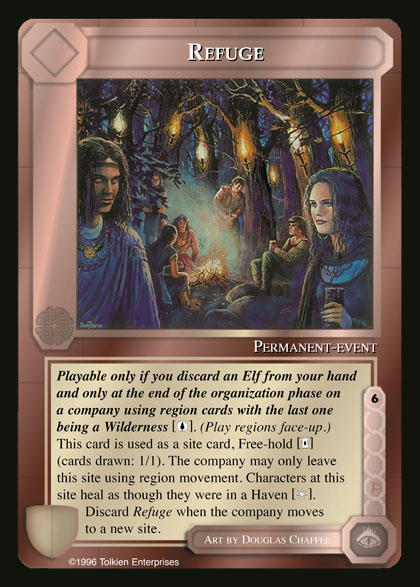 REFUGE
PERMANENT-EVENT
Playable only if you discard an Elf from your hand
and only at the end of the organization phase on
a company using region cards with the last one
being a Wilderness [ ]. (Play regions face-up.)
This card is used as a site card, Free-hold [ ]
(cards drawn: 1/1). The company may only leave
this site using region movement. Characters at this
site heal as though they were in a Haven [ ].
Discard Refuge when the company moves
to a new site.
6
ART BY DOUGLAS CHAFFEE
©1996 Tolkien Enterprises